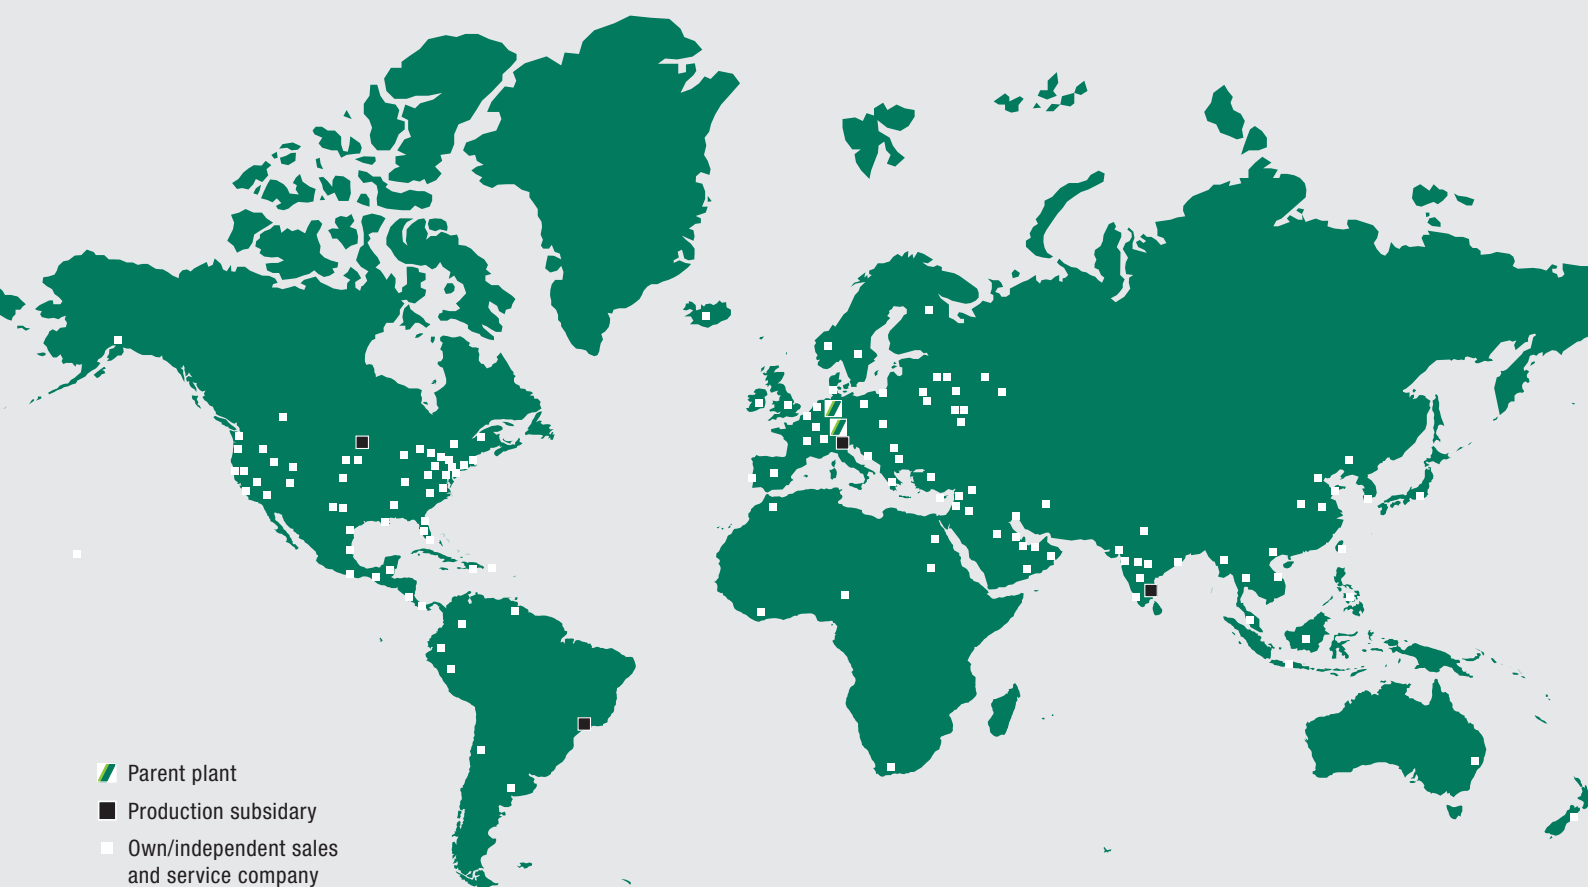 Parent plant
Production subsidary
Own/independent sales
and service company